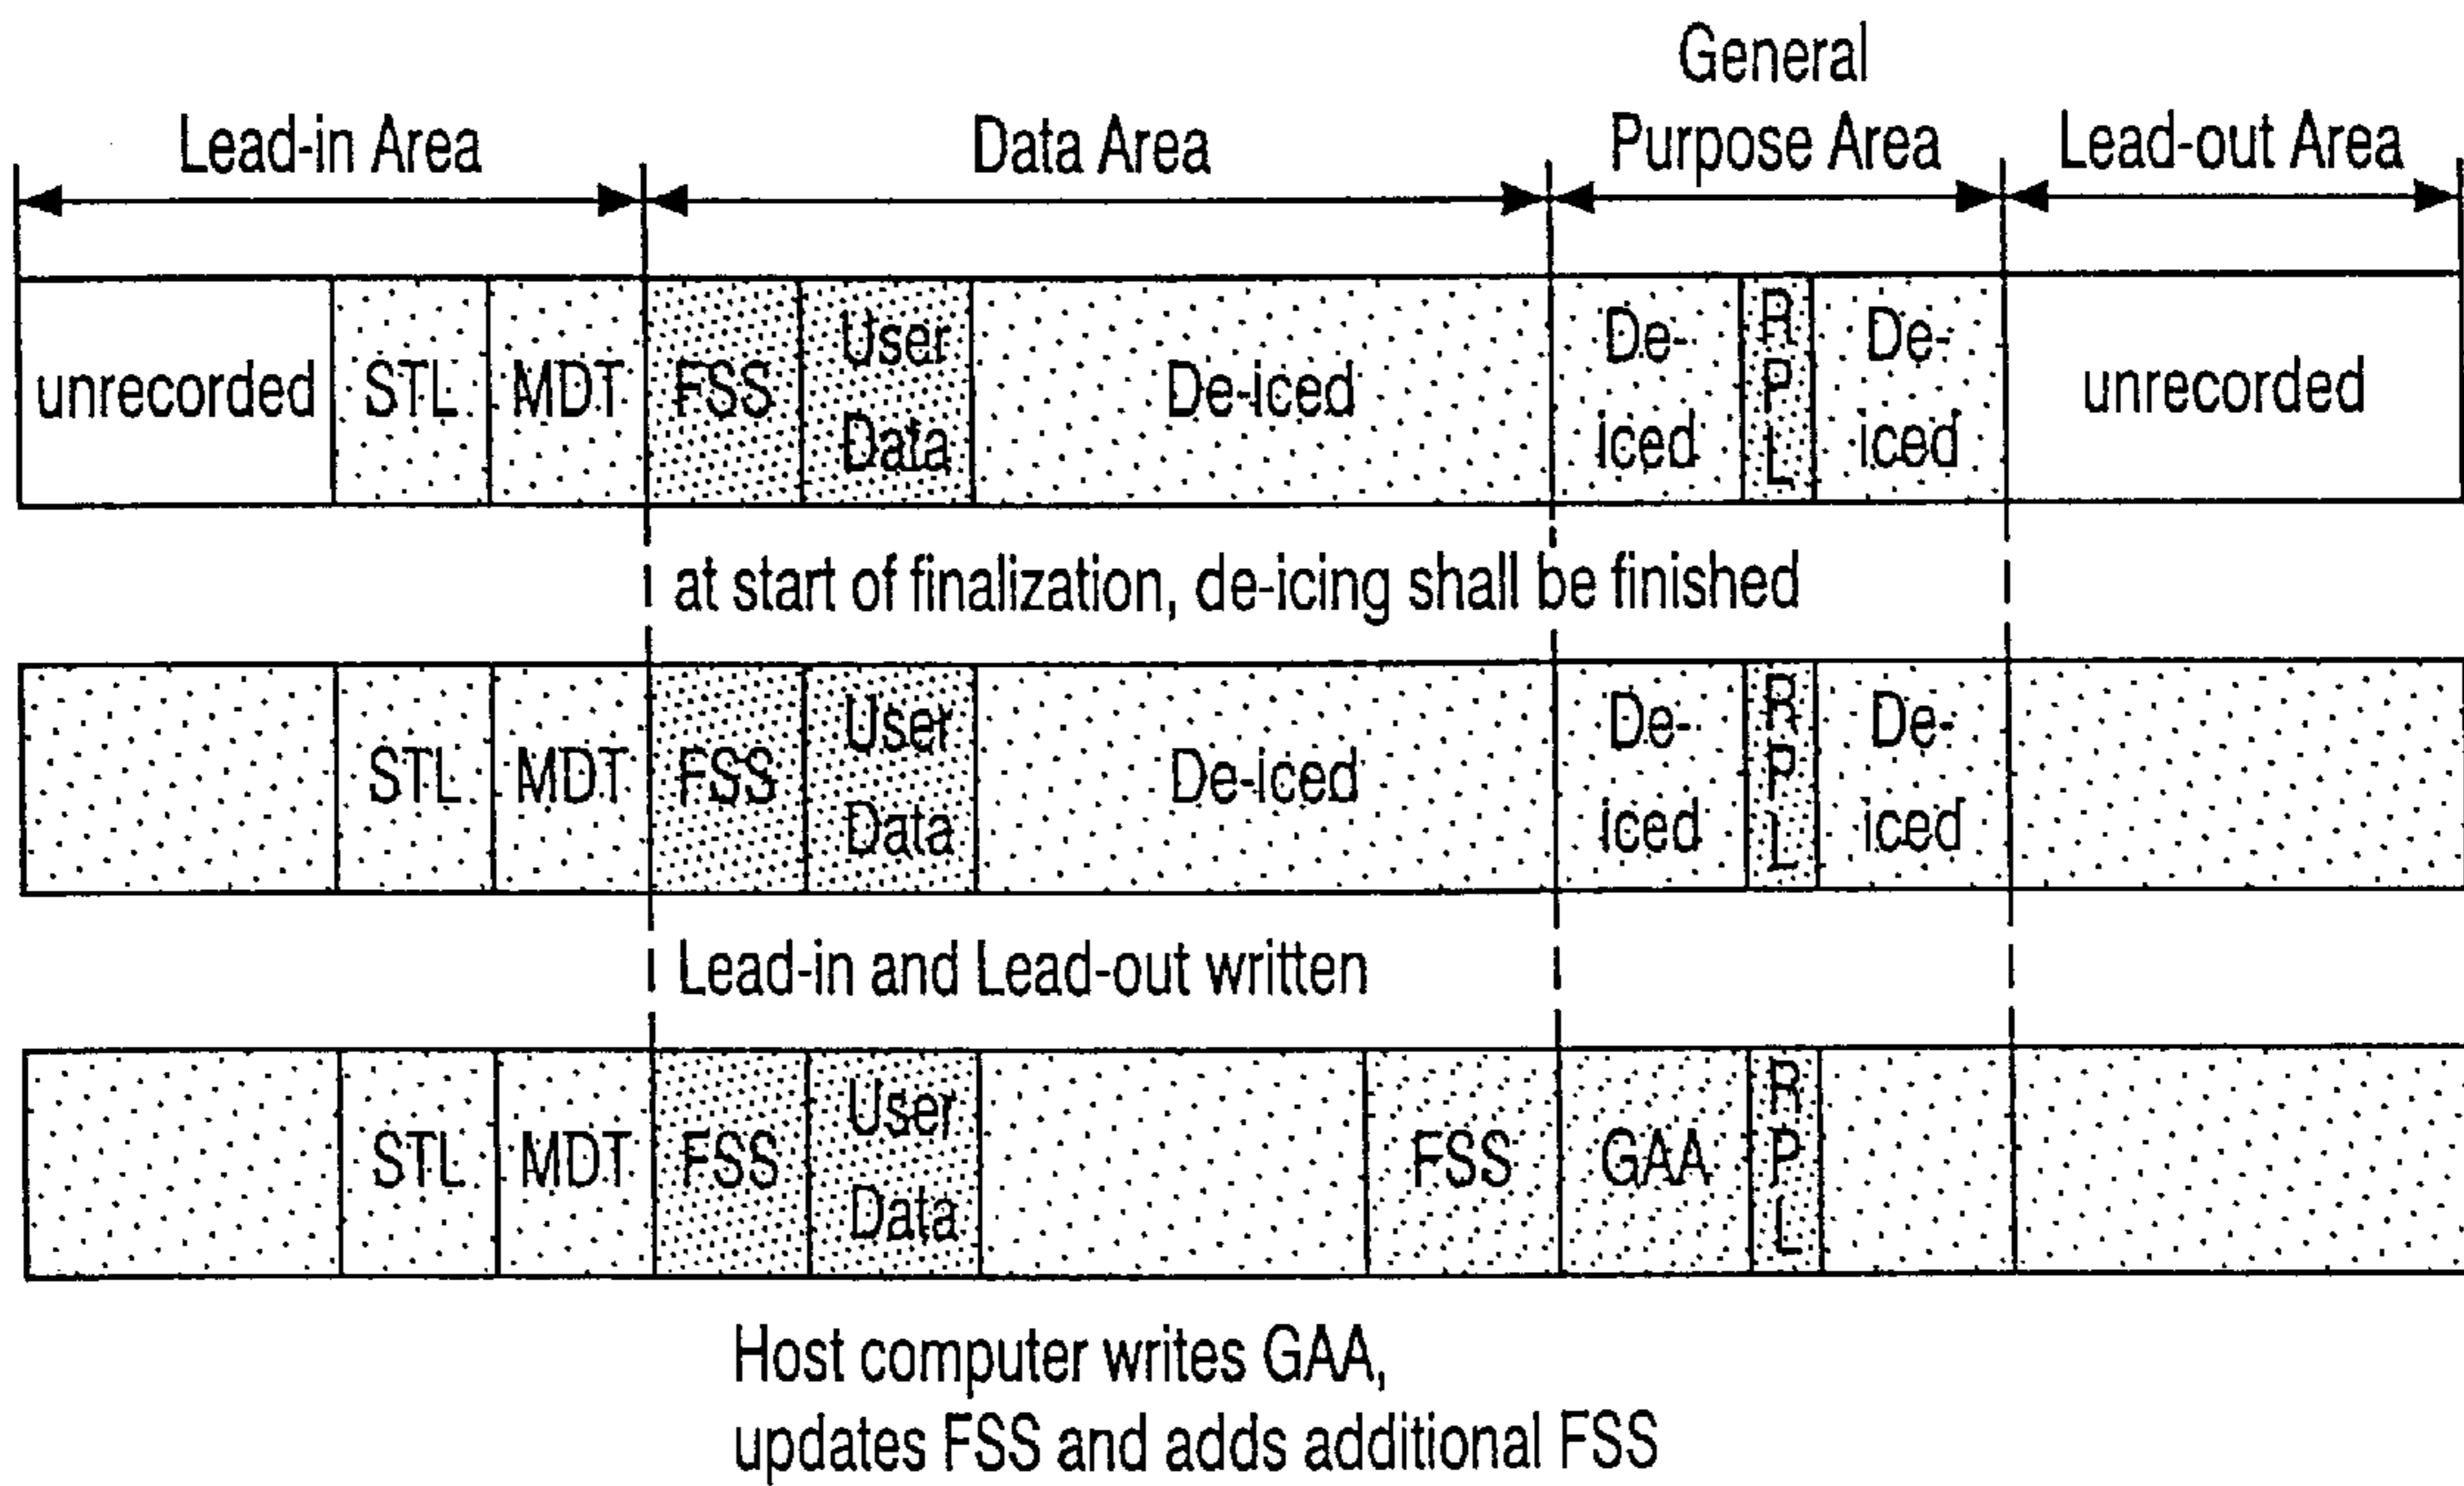 General
Lead-in Area Data Area Purpose Area Lead-out Area
unrecorded STL MDT FSS User Data De-iced De-iced RPL De-iced unrecorded
at start of finalization, de-icing shall be finished
STL MDT FSS User Data De-iced De-iced RPL De-iced
Lead-in and Lead-out written
STL MDT FSS User Data FSS GAA RPL
Host computer writes GAA,
updates FSS and adds additional FSS